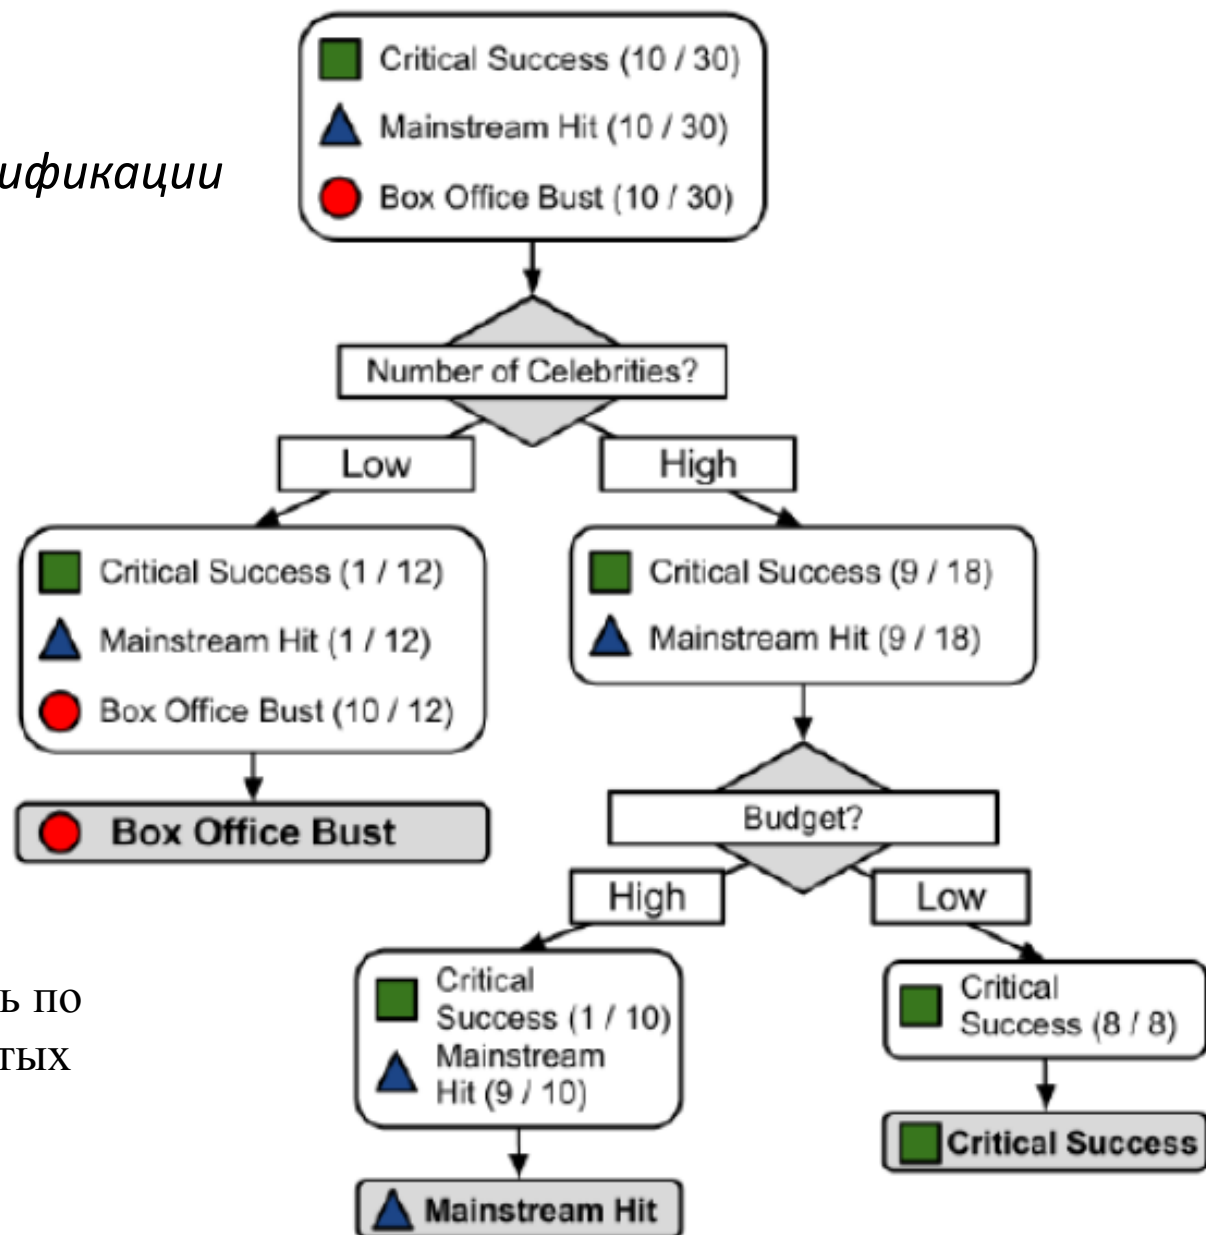 Critical Success (10 / 30)
Mainstream Hit (10 / 30)
Box Office Bust (10 / 30)
Number of Celebrities?
Low
High
Critical Success (1 / 12)
Mainstream Hit (1 / 12)
Box Office Bust (10 / 12)
Box Office Bust
Critical Success (9 / 18)
Mainstream Hit (9 / 18)
Budget?
High
Low
по
Critical
Success (1 / 10)
Mainstream
Hit (9 / 10)
Mainstream Hit
Critical
Success (8 / 8)
Critical Success